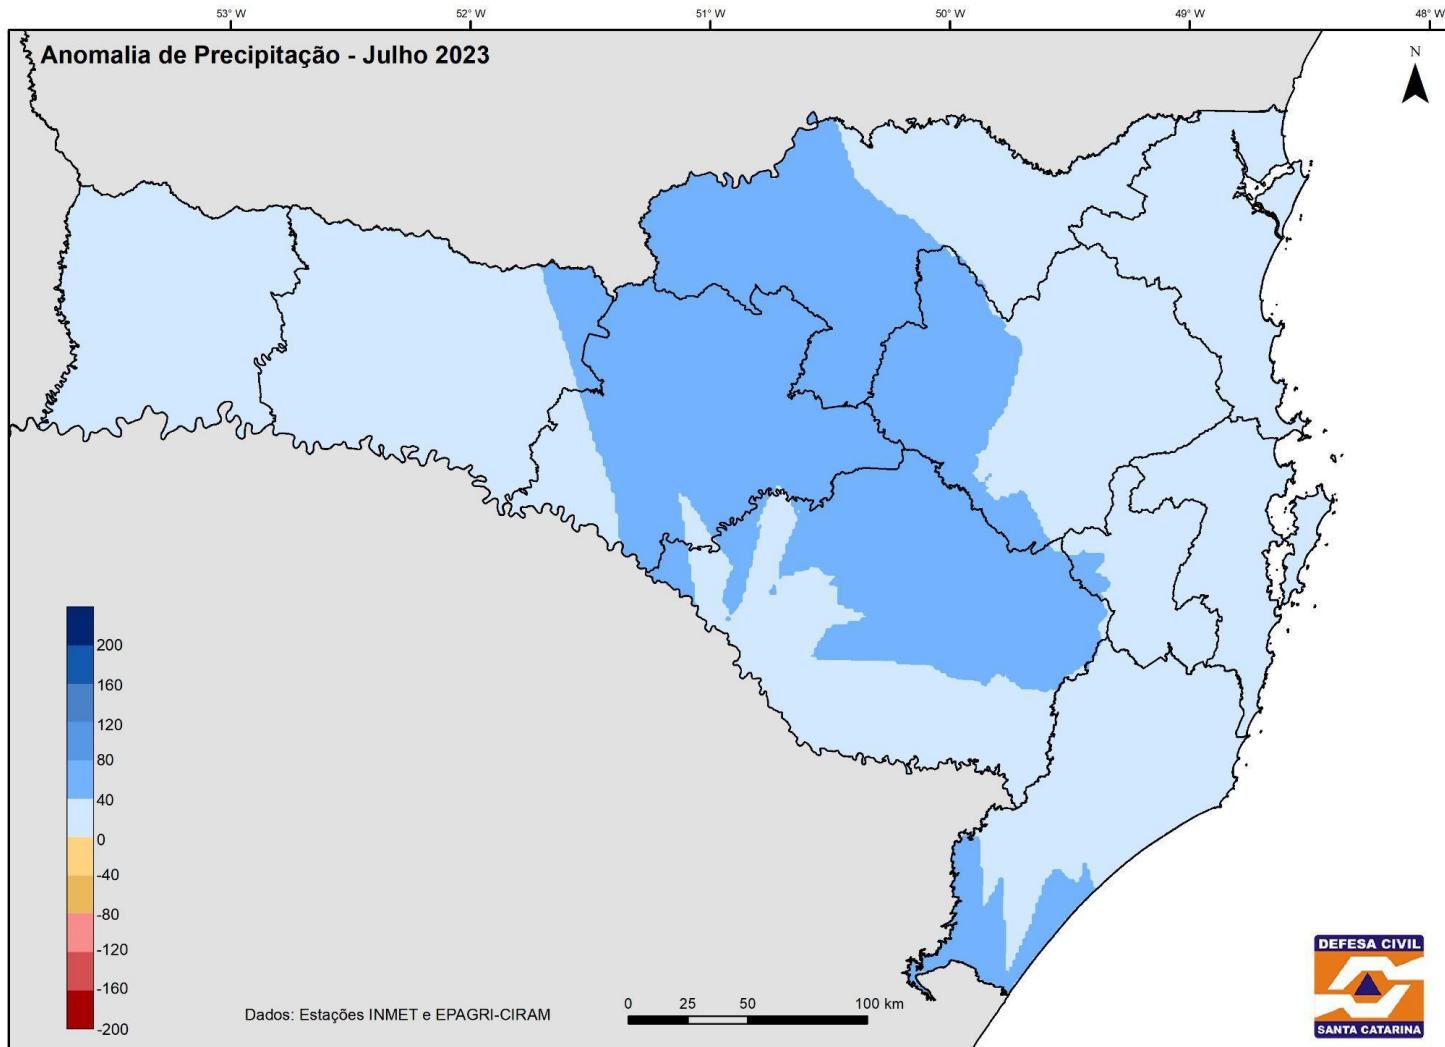 53° W 52° W 51° W 50° W 49° W 48° W
Anomalia de Precipitação - Julho 2023
N
200
160
120
80
40
0
-40
-80
-120
-160
-200
Dados: Estações INMET e EPAGRI-CIRAM
0 25 50 100 km
DEFESA CIVIL
SANTA CATARINA